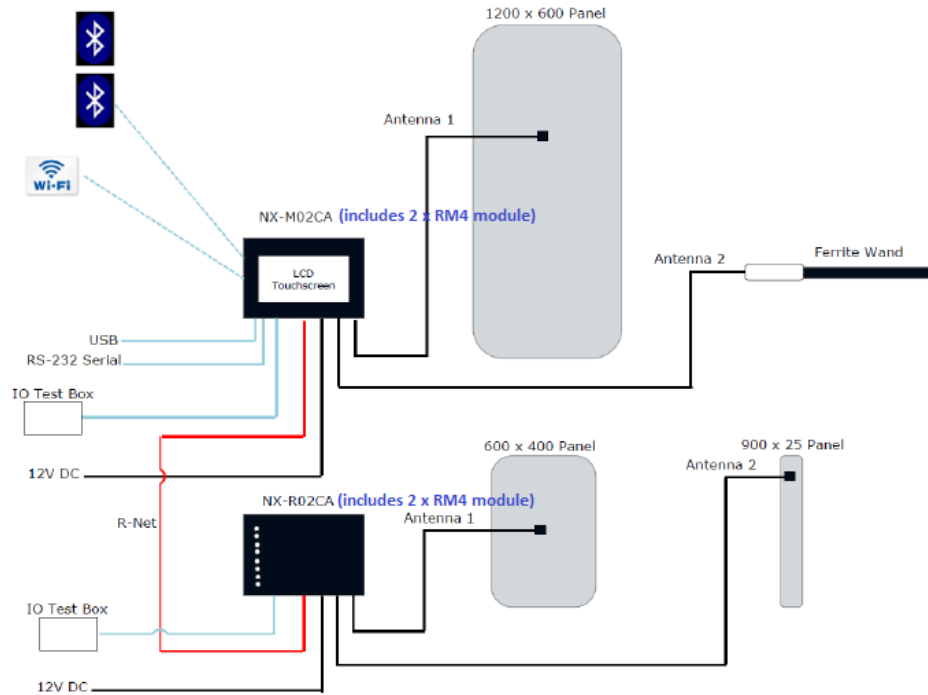 1200 x 600 Panel
Antenna 1
Wi-Fi
NX-M02CA (includes 2 x RM4 module)
LCD
Touchscreen
Antenna 2
Ferrite Wand
USB
RS-232 Serial
IO Test Box
12V DC
600 x 400 Panel
900 x 25 Panel
Antenna 2
NX-R02CA (includes 2 x RM4 module)
Antenna 1
R-Net
IO Test Box
12V DC